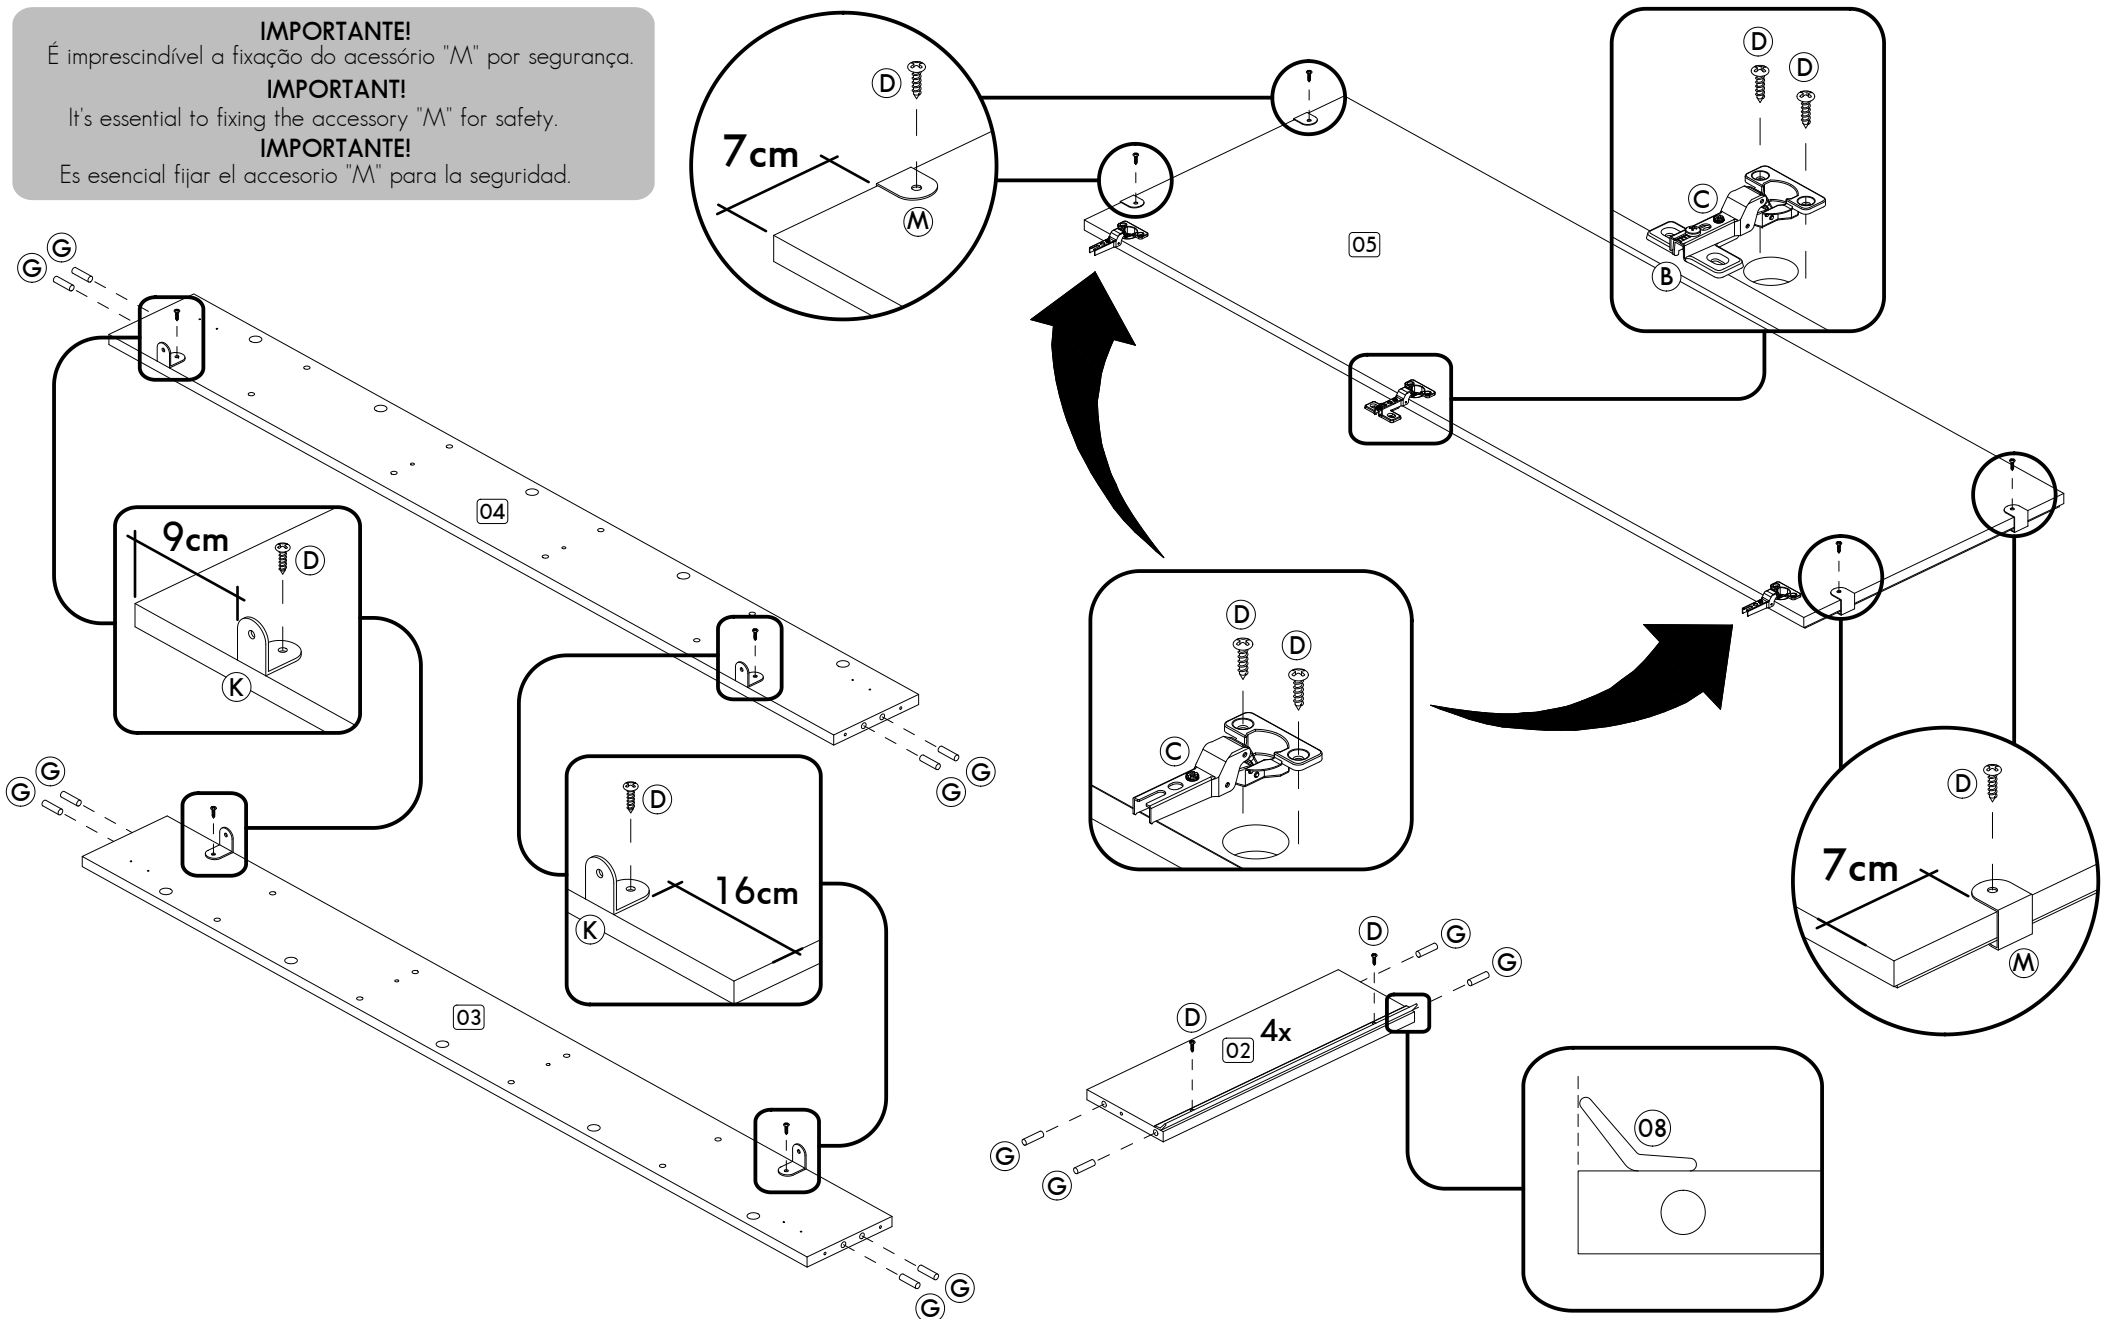 IMPORTANTE!
É imprescindível a fixação do acessório "M" por segurança.
IMPORTANT!
It's essential to fixing the accessory "M" for safety.
IMPORTANTE!
Es esencial fijar el accesorio "M" para la seguridad.
D
7cm
M
05
D
D
C
B
G
G
04
9cm
D
K
G
G
G
G
D
16cm
K
03
G
G
D
D
C
D
7cm
M
D
G
G
D
4x
02
G
G
08